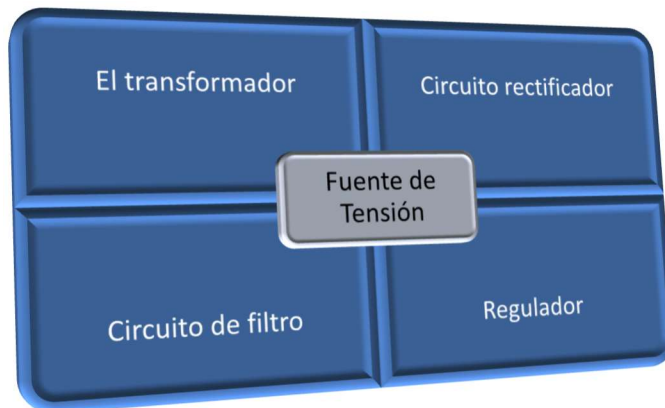 El transformador
Circuito rectificador
Fuente de
Tensión
Circuito de filtro
Regulador